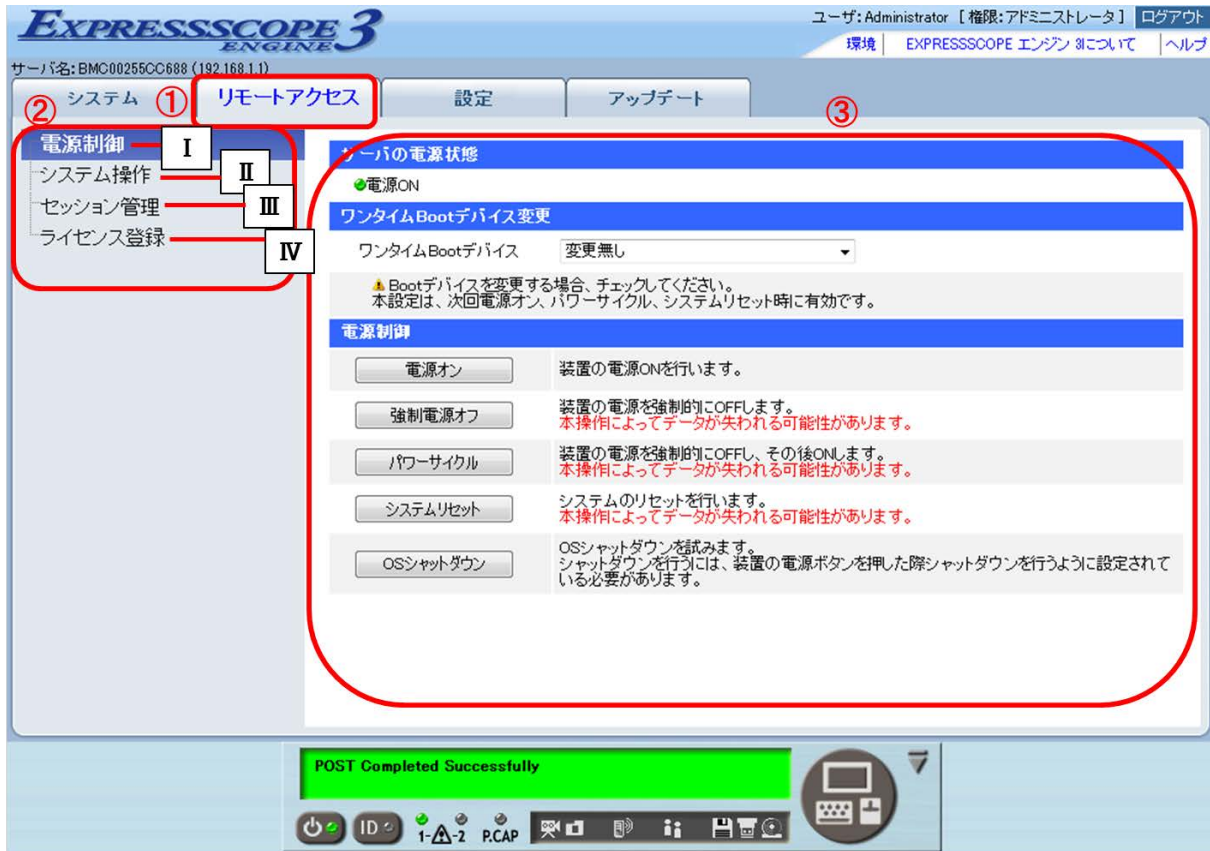 EXPRESSSCOPE
ENGINE 3
ユーザ: Administrator [ 権限: アドミニストレータ ] ログアウト
環境 EXPRESSSCOPE エンジン 3について ヘルプ
サーバ名: BMC00255CC688 (192.168.1.1)
② システム ① リモートアクセス 設定 アップデート ③
電源制御 Ⅰ
システム操作 Ⅱ
セッション管理 Ⅲ
ライセンス登録 Ⅳ
サーバの電源状態
電源ON
ワンタイムBootデバイス変更
ワンタイムBootデバイス 変更無し
Bootデバイスを変更する場合、チェックしてください。
本設定は、次回電源オン、パワーサイクル、システムリセット時に有効です。
電源制御
電源オン 装置の電源ONを行います。
強制電源オフ 装置の電源を強制的にOFFします。
本操作によってデータが失われる可能性があります。
パワーサイクル 装置の電源を強制的にOFFし、その後ONします。
本操作によってデータが失われる可能性があります。
システムリセット システムのリセットを行います。
本操作によってデータが失われる可能性があります。
OSシャットダウン OSシャットダウンを試みます。
シャットダウンを行うには、装置の電源ボタンを押した際シャットダウンを行うように設定されて
いる必要があります。
POST Completed Successfully
ID 1-2 P.CAP